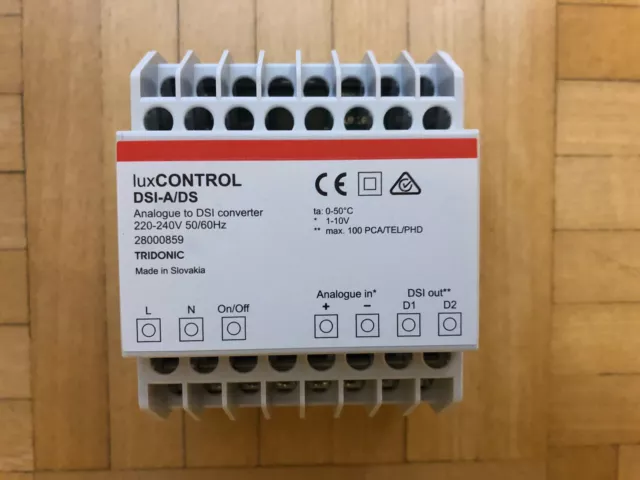 luxCONTROL
DSI-A/DS
Analogue to DSI converter
220-240V 50/60Hz
28000859
TRIDONIC
Made in Slovakia
CE
ta: 0-50°C
* 1-10V
** max. 100 PCA/TEL/PHD
Analogue in* DSI out**
L N On/Off + − D1 D2